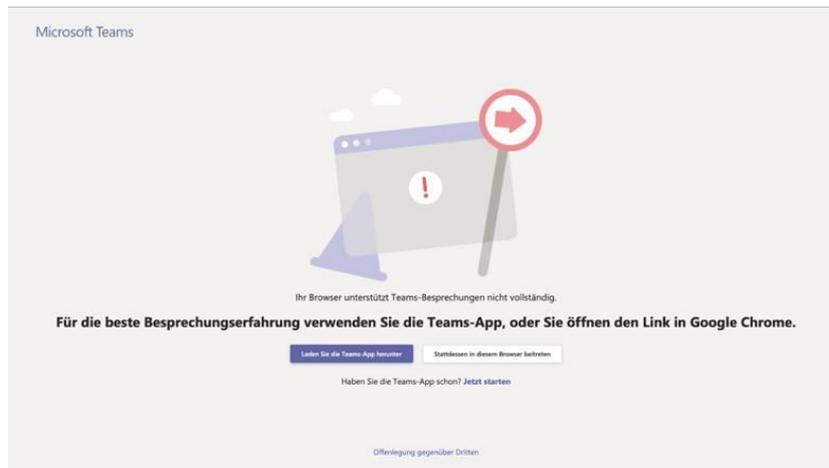 Microsoft Teams
Ihr Browser unterstützt Teams-Besprechungen nicht vollständig.
Für die beste Besprechungserfahrung verwenden Sie die Teams-App, oder Sie öffnen den Link in Google Chrome.
Laden Sie die Teams-App herunter
Stattdessen in diesem Browser beitreten
Haben Sie die Teams-App schon? Jetzt starten
Offenlegung gegenüber Dritten